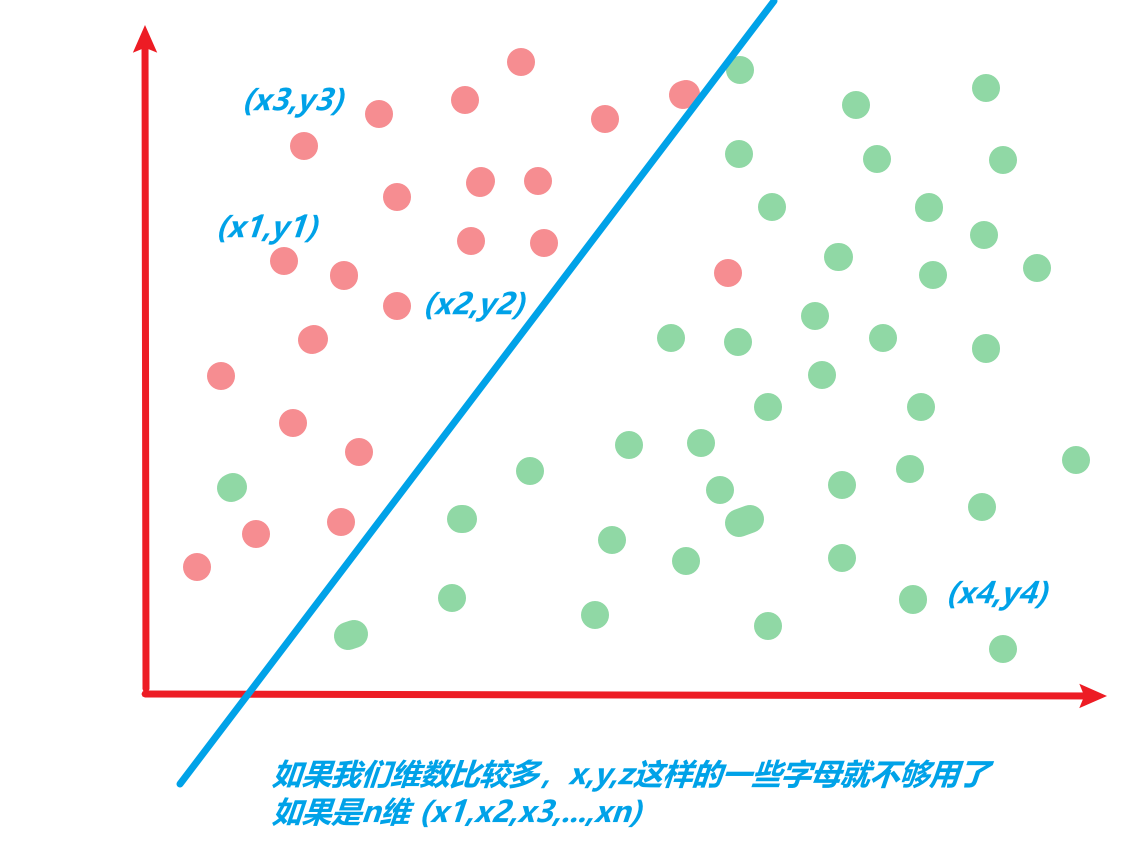 (x3,y3)
(x1,y1)
(x2,y2)
(x4,y4)
如果我们维数比较多，x,y,z这样的一些字母就不够用了
如果是n维 (x1,x2,x3,...,xn)